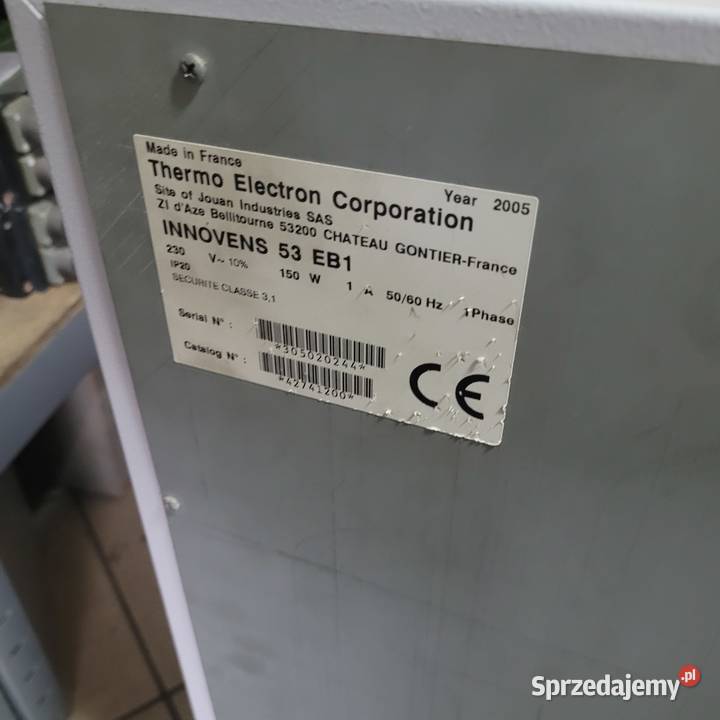 Made in France
Year 2005
Thermo Electron Corporation
Site of Jouan Industries SAS
ZI d'Aze Bellitourne 53200 CHATEAU GONTIER-France
INNOVENS 53 EB1
230 V~ 10% 150 W 1 A 50/60 Hz 1Phase
IP20
SECURITE CLASSE 3,1
Serial N° :
*305020244*
Catalog N° :
*42741200*
CE
Sprzedajemy.pl